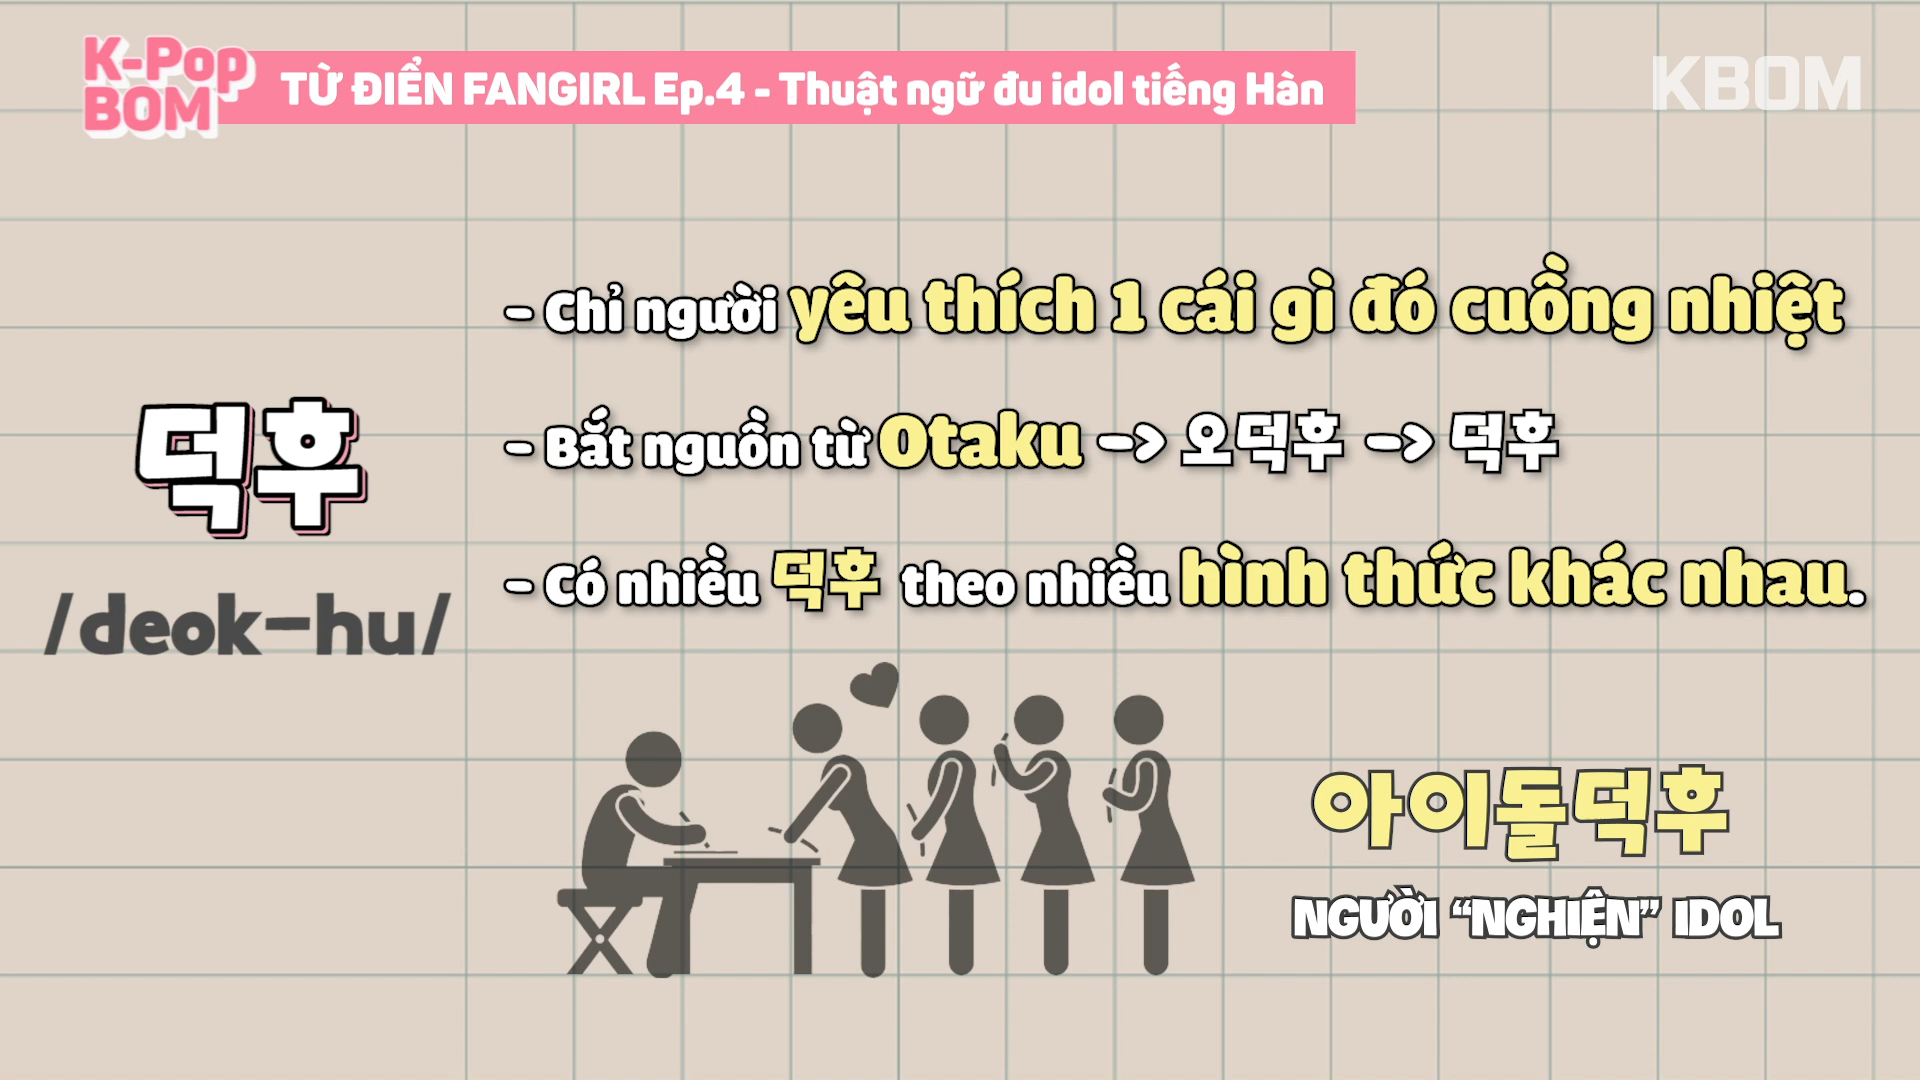 K-Pop
BOM
TỪ ĐIỂN FANGIRL Ep.4 - Thuật ngữ đu idol tiếng Hàn
KBOM
- Chỉ người yêu thích 1 cái gì đó cuồng nhiệt
덕후
- Bắt nguồn từ Otaku -> 오덕후 -> 덕후
- Có nhiều 덕후 theo nhiều hình thức khác nhau.
/deok-hu/
아이돌덕후
NGƯỜI “NGHIỆN” IDOL